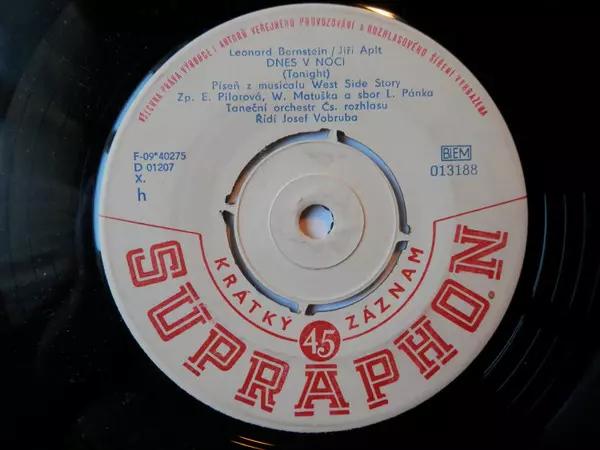 VŠECHNA PRÁVA VÝROBCE I AUTORŮ VEŘEJNÉHO PROVOZOVÁNÍ A ROZHLASOVÉHO ŠÍŘENÍ VYHRAŽENA
Leonard Bernstein / Jiří Aplt
DNES V NOCI
(Tonight)
Píseň z musicalu West Side Story
Zp. E. Pilarová, W. Matuška a sbor L. Pánka
Taneční orchestr Čs. rozhlasu
Řídí Josef Vobruba
F-09*40275
D 01207
X.
h
BIEM
013188
KRÁTKÝ 45 ZÁZNAM
SUPRAPHON